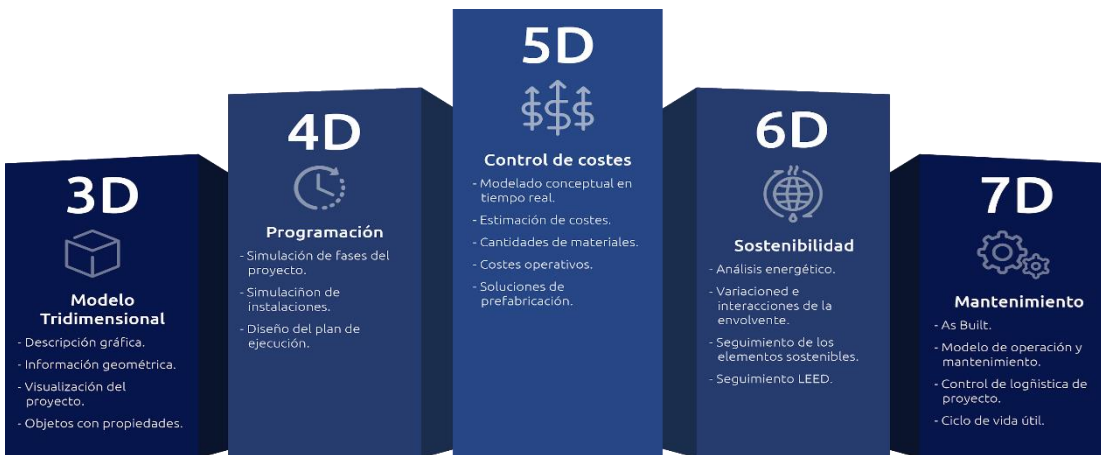 3D
Modelo
Tridimensional
- Descripción gráfica.
- Información geométrica.
- Visualización del
proyecto.
- Objetos con propiedades.
4D
Programación
- Simulación de fases del
proyecto.
- Simulaciñon de
instalaciones.
- Diseño del plan de
ejecución.
5D
Control de costes
- Modelado conceptual en
tiempo real.
- Estimación de costes.
- Cantidades de materiales.
- Costes operativos.
- Soluciones de
prefabricación.
6D
Sostenibilidad
- Análisis energético.
- Variacioned e
interacciones de la
envolvente.
- Seguimiento de los
elementos sostenibles.
- Seguimiento LEED.
7D
Mantenimiento
- As Built.
- Modelo de operación y
mantenimiento.
- Control de logñistica de
proyecto.
- Ciclo de vida útil.